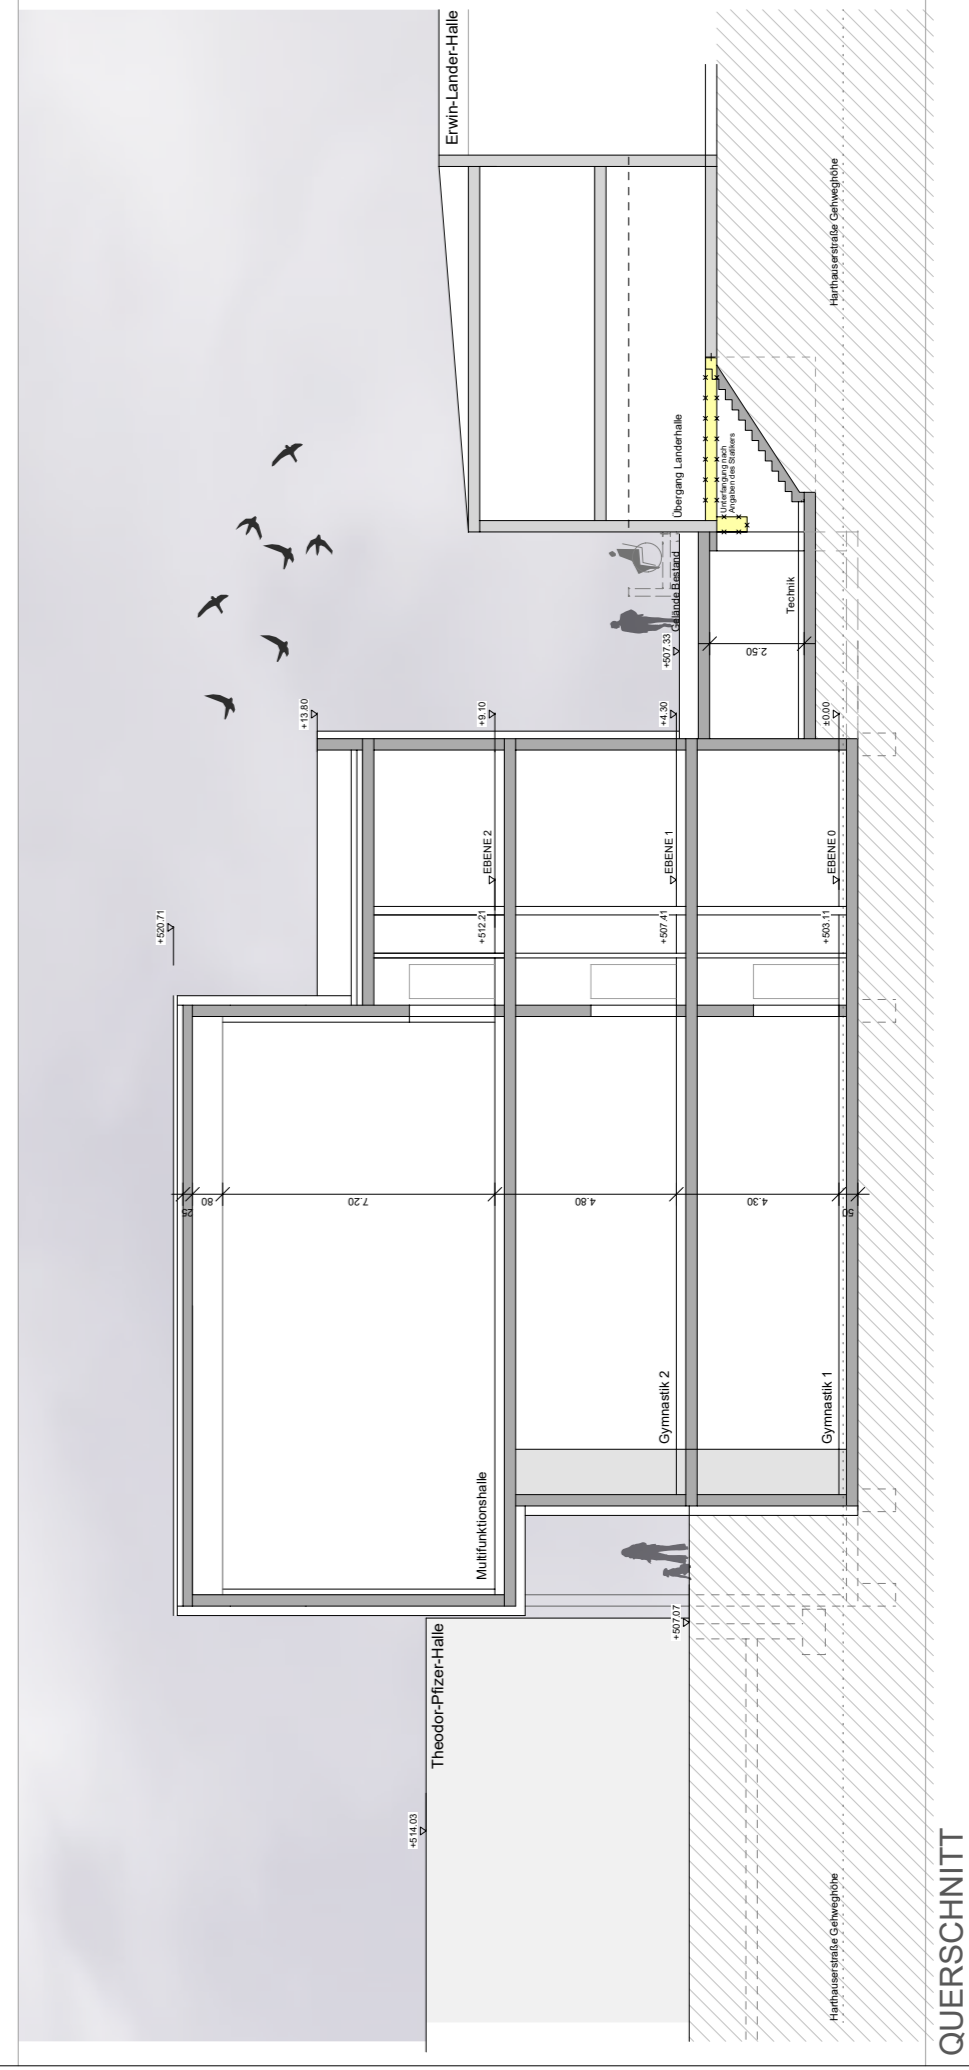 +520.71
+13.80
Erwin-Lander-Halle
25
80
7.20
4.80
4.30
50
Multifunktionshalle
+512.21
EBENE 2
+9.10
+514.03
Theodor-Pfizer-Halle
Gymnastik 2
+507.41
EBENE 1
+4.30
+507.33
Gelände Bestand
Übergang Landerhalle
+507.07
Unterfangung nach
Angaben des Statikers
2.50
Technik
Gymnastik 1
+503.11
EBENE 0
±0.00
Harthauserstraße Gehweghöhe
Harthauserstraße Gehweghöhe
QUERSCHNITT